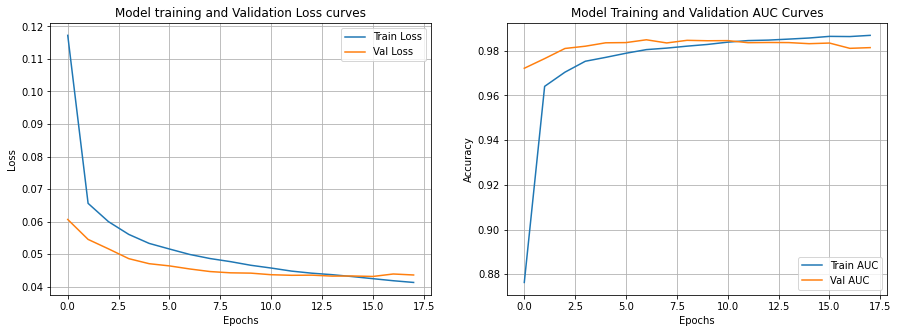 Model training and Validation Loss curves
0.12
0.11
0.10
0.09
0.08
0.07
0.06
0.05
0.04
Loss
0.0 2.5 5.0 7.5 10.0 12.5 15.0 17.5
Epochs
Train Loss
Val Loss
Model Training and Validation AUC Curves
0.98
0.96
0.94
0.92
0.90
0.88
Accuracy
0.0 2.5 5.0 7.5 10.0 12.5 15.0 17.5
Epochs
Train AUC
Val AUC